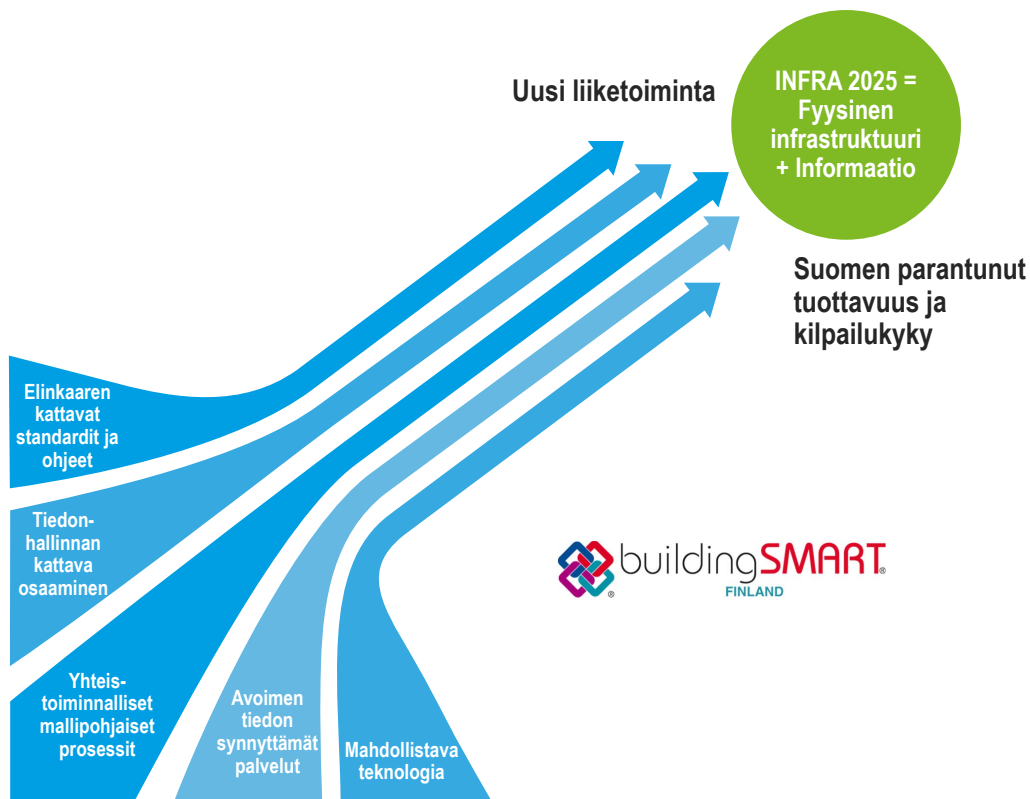 Uusi liiketoiminta
INFRA 2025 =
Fyysinen
infrastruktuuri
+ Informaatio
Suomen parantunut
tuottavuus ja
kilpailukyky
Elinkaaren
kattavat
standardit ja
ohjeet
Tiedon-
hallinnan
kattava
osaaminen
Yhteis-
toiminnalliset
mallipohjaiset
prosessit
Avoimen
tiedon
synnyttämät
palvelut
Mahdollistava
teknologia
® buildingSMART®
FINLAND